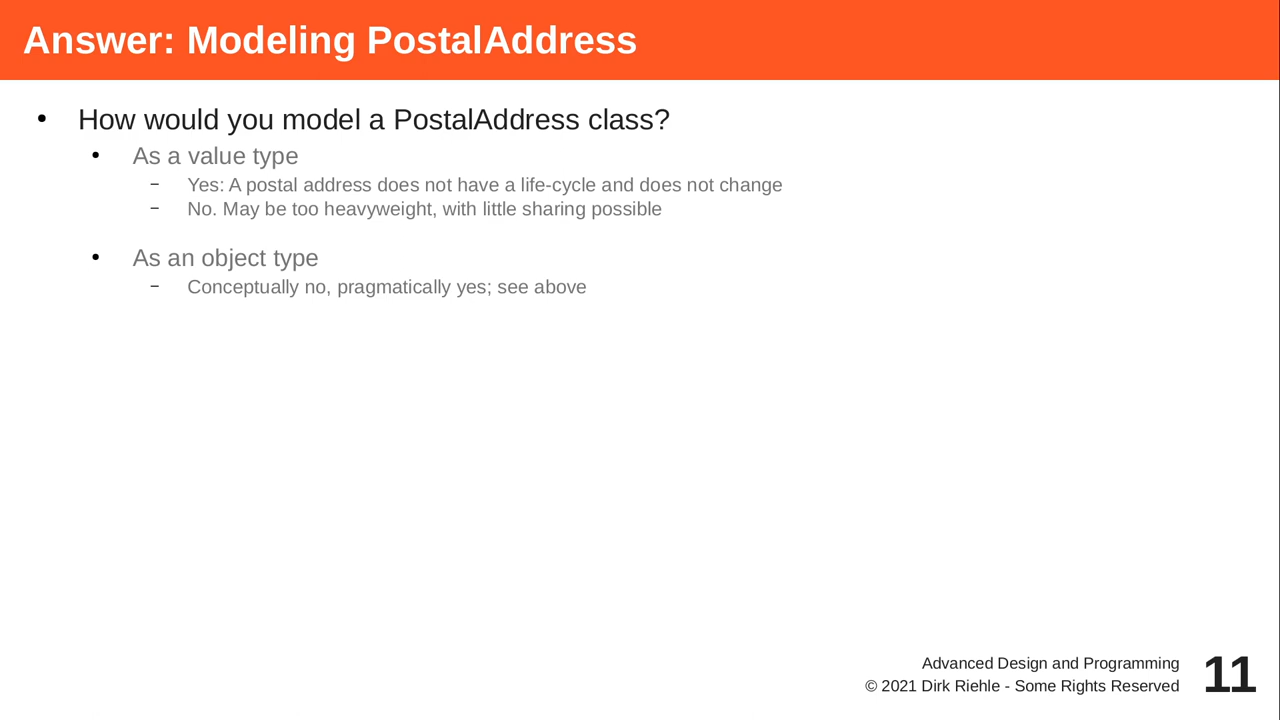 Answer: Modeling PostalAddress
• How would you model a PostalAddress class?
• As a value type
– Yes: A postal address does not have a life-cycle and does not change
– No. May be too heavyweight, with little sharing possible
• As an object type
– Conceptually no, pragmatically yes; see above
Advanced Design and Programming
© 2021 Dirk Riehle - Some Rights Reserved
11